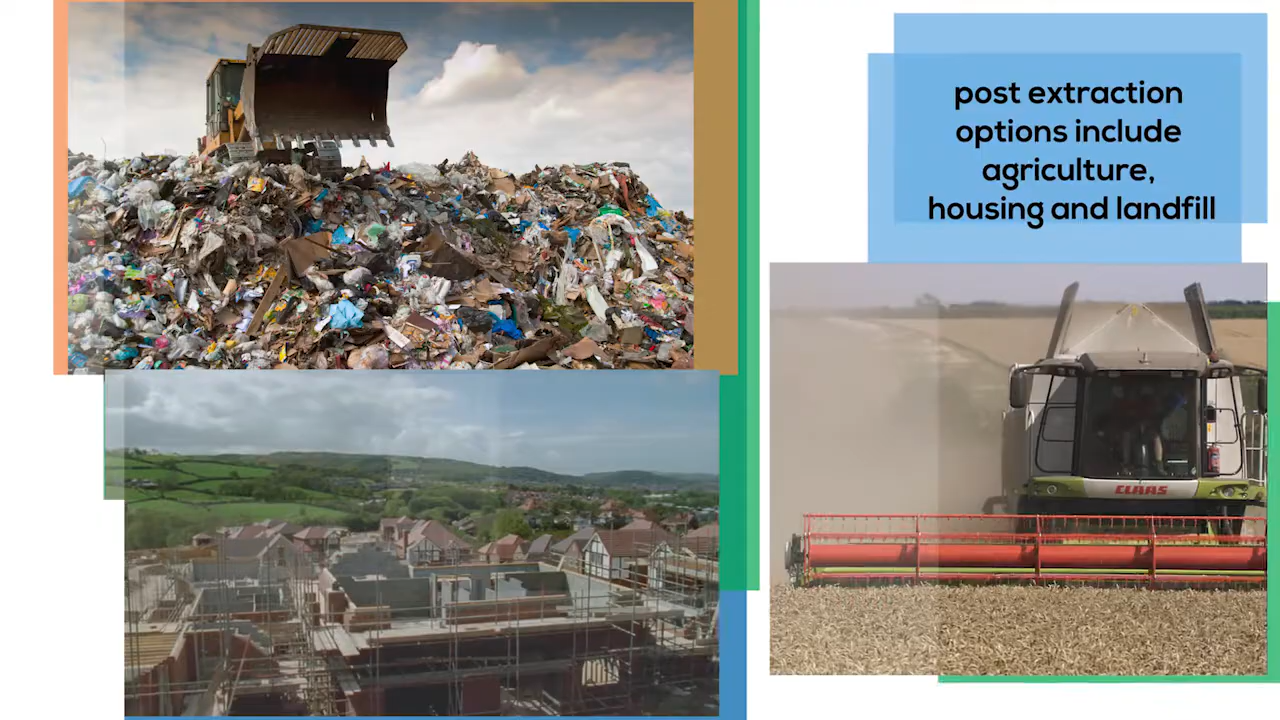 post extraction
options include
agriculture,
housing and landfill
CLAAS